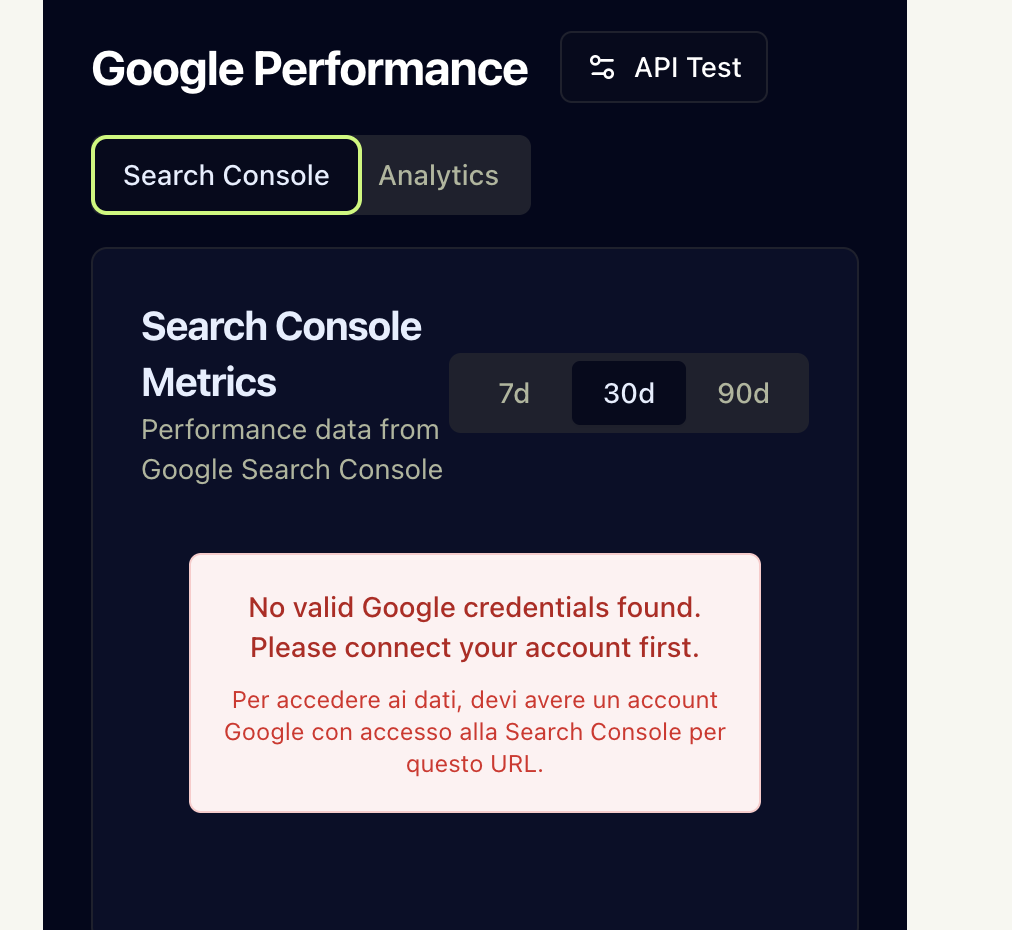 Google Performance
API Test
Search Console
Analytics
Search Console
Metrics
Performance data from
Google Search Console
7d
30d
90d
No valid Google credentials found.
Please connect your account first.
Per accedere ai dati, devi avere un account
Google con accesso alla Search Console per
questo URL.